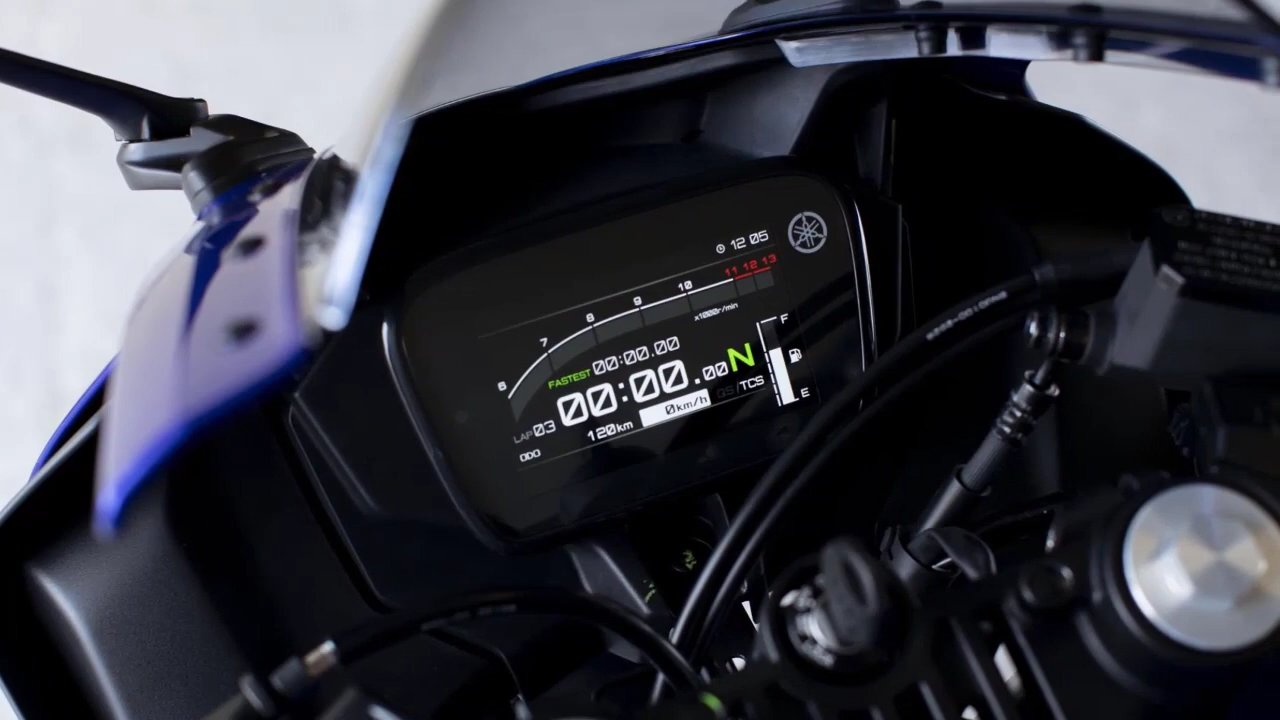 12 05
6 7 8 9 10 11 12 13
x1000r/min
FASTEST 00:00.00
00:00.00 N
LAP 03
0km/h QS/TCS
ODO 120km
F
E